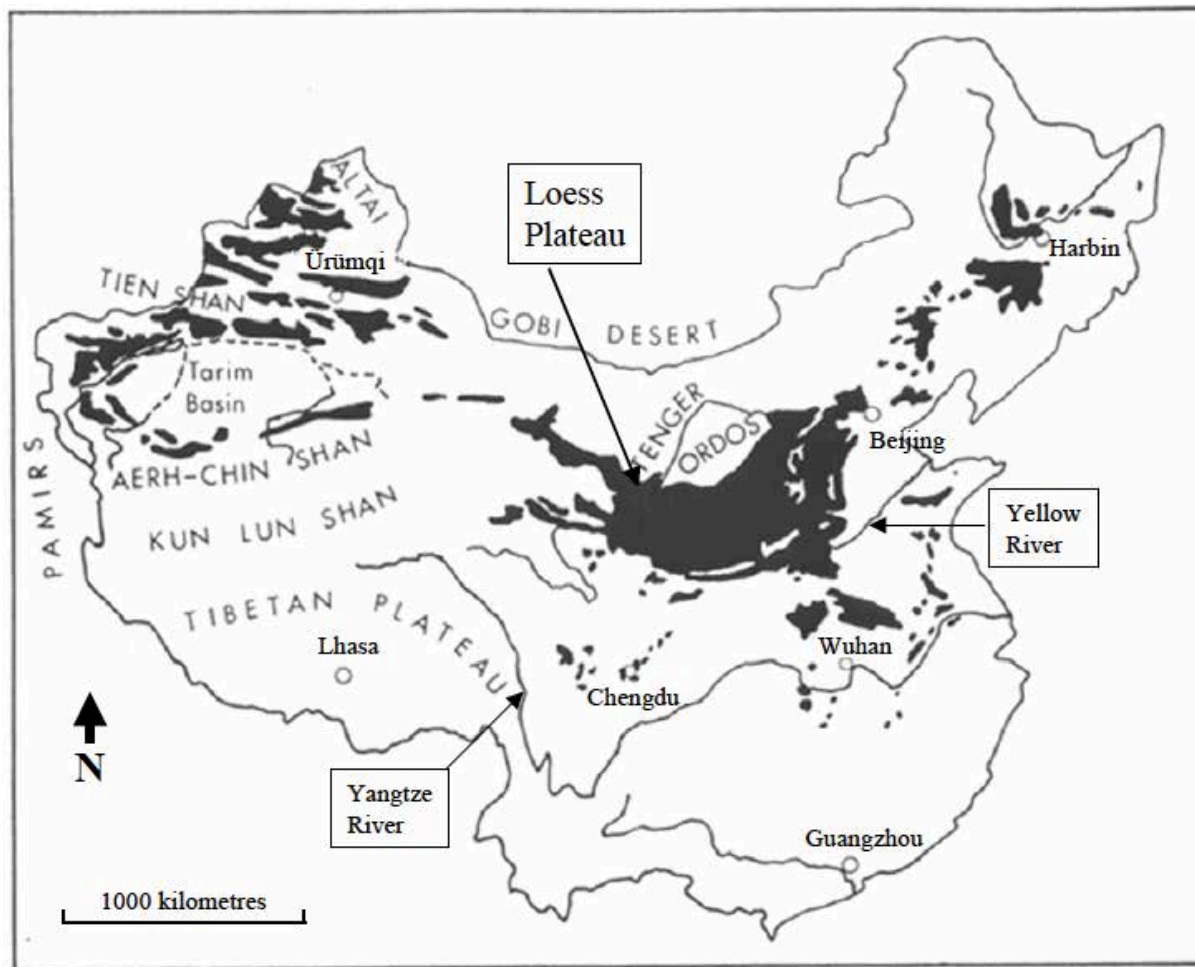 Loess
Plateau
ALTAI
Harbin
Ürümqi
TIEN SHAN
GOBI DESERT
Tarim
Basin
TENGER
ORDOS
Beijing
PAMIRS
AERH-CHIN SHAN
Yellow
River
KUN LUN SHAN
TIBETAN PLATEAU
Lhasa
Wuhan
Chengdu
N
Yangtze
River
Guangzhou
1000 kilometres